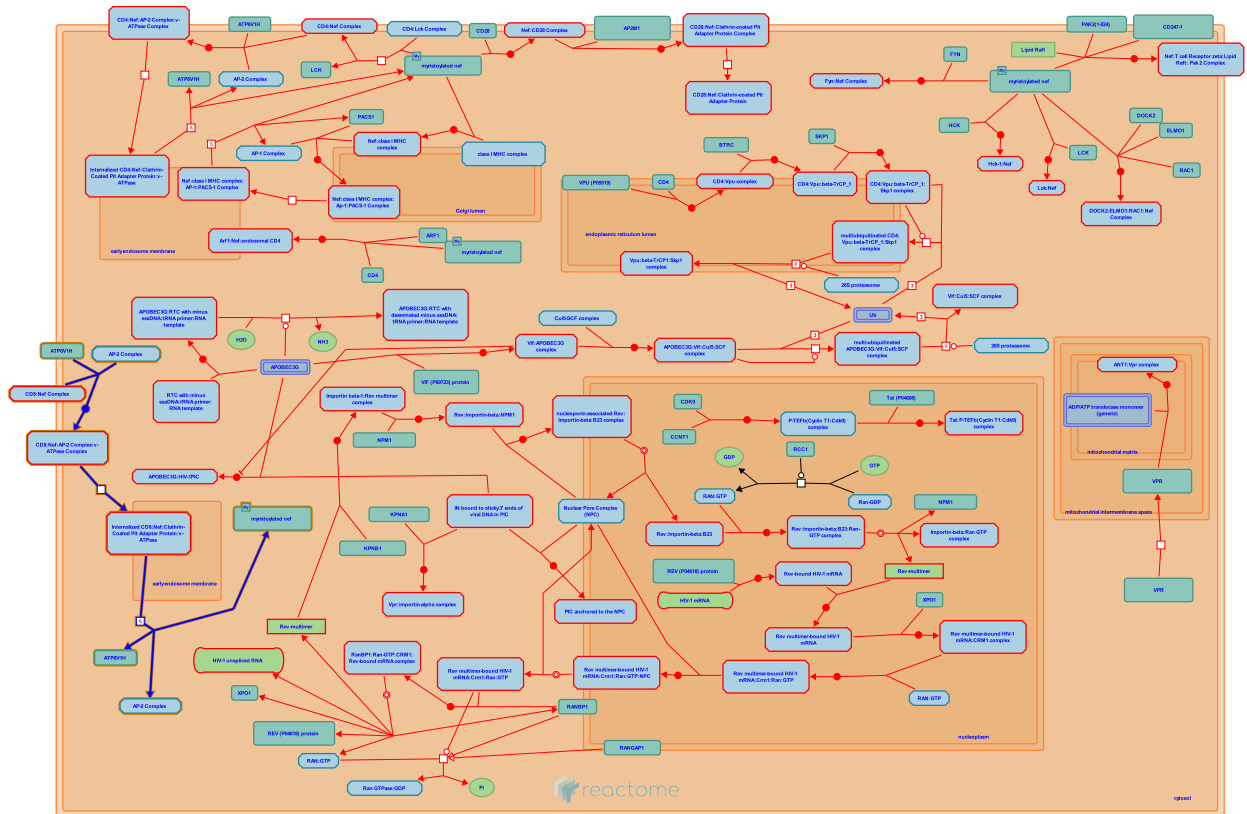 CD4:Nef:AP-2 Complex:v-
ATPase Complex
ATP6V1H
CD4:Nef Complex
CD4:Lck Complex
CD28
Nef:CD28 Complex
AP2M1
CD28:Nef:Clathrin-coated Pit
Adapter Protein Complex
PAK2(1-524)
CD247-1
Lipid Raft
Nef:T cell Receptor zeta:Lipid
Raft: Pak 2 Complex
LCK
My
myristoylated nef
ATP6V1H
AP-2 Complex
CD28:Nef:Clathrin-coated Pit
Adapter Protein
FYN
Fyn:Nef Complex
My
myristoylated nef
PACS1
AP-1 Complex
Nef:class I MHC
complex
class I MHC complex
BTRC
SKP1
HCK
DOCK2
ELMO1
LCK
RAC1
Hck-1:Nef
Lck:Nef
DOCK2:ELMO1:RAC1:Nef
Complex
Internalized CD4:Nef:Clathrin-
Coated Pit Adapter Protein:v-
ATPase
Nef:class I MHC complex:
AP-1:PACS-1 Complex
Nef:class I MHC complex:
Ap-1:PACS-1 Complex
Golgi lumen
VPU (P05919)
CD4
CD4:Vpu complex
CD4:Vpu:beta-TrCP_1
CD4:Vpu:beta-TrCP_1:
Skp1 complex
early endosome membrane
Arf1:Nef:endosomal CD4
ARF1
My
myristoylated nef
CD4
endoplasmic reticulum lumen
multiubiquitinated CD4:
Vpu:beta-TrCP_1:Skp1
complex
Vpu:beta-TrCP1:Skp1
complex
26S proteasome
3
3
Ub
Vif:Cul5:SCF complex
APOBEC3G:RTC with minus
sssDNA:tRNA primer:RNA
template
APOBEC3G:RTC with
deaminated minus sssDNA:
tRNA primer:RNA template
H2O
NH3
Cul5-SCF complex
Vif:APOBEC3G
complex
APOBEC3G:Vif:Cul5:SCF
complex
3
3
multi-ubiquitinated
APOBEC3G:Vif:Cul5:SCF
complex
26S proteasome
ATP6V1H
AP-2 Complex
APOBEC3G
VIF (P69723) protein
CD8:Nef Complex
RTC with minus
sssDNA:tRNA primer:
RNA template
ANT1:Vpr complex
ADP/ATP translocase monomer
(generic)
mitochondrial matrix
VPR
mitochondrial intermembrane space
VPR
Importin beta-1:Rev multimer
complex
Rev:Importin-beta:NPM1
NPM1
nucleoporin-associated Rev:
Importin-beta:B23 complex
CDK9
CCNT1
P-TEFb(Cyclin T1:Cdk9)
complex
Tat (P04608)
Tat:P-TEFb(Cyclin T1:Cdk9)
complex
CD8:Nef:AP-2 Complex:v-
ATPase Complex
APOBEC3G:HIV-1PIC
GDP
RCC1
GTP
RAN:GTP
Ran-GDP
Internalized CD8:Nef:Clathrin-
Coated Pit Adapter Protein:v-
ATPase
My
myristoylated nef
early endosome membrane
KPNA1
KPNB1
IN bound to sticky 3' ends of
viral DNA in PIC
Nuclear Pore Complex
(NPC)
Rev:Importin-beta:B23
Rev:Importin-beta:B23:Ran-
GTP complex
NPM1
Importin-beta:Ran GTP
complex
Rev-multimer
REV (P04618) protein
HIV-1 mRNA
Rev-bound HIV-1 mRNA
XPO1
Vpr:importin-alpha complex
PIC anchored to the NPC
Rev-multimer
Rev multimer-bound HIV-1
mRNA
Rev multimer-bound HIV-1
mRNA:CRM1 complex
ATP6V1H
AP-2 Complex
HIV-1 unspliced RNA
XPO1
REV (P04618) protein
RanBP1:Ran-GTP:CRM1:
Rev-bound mRNA complex
Rev multimer-bound HIV-1
mRNA:Crm1:Ran:GTP
Rev multimer-bound HIV-1
mRNA:Crm1:Ran:GTP:NPC
Rev multimer-bound HIV-1
mRNA:Crm1:Ran:GTP
RAN:GTP
RANBP1
RANGAP1
nucleoplasm
RAN:GTP
Ran GTPase:GDP
Pi
reactome
cytosol